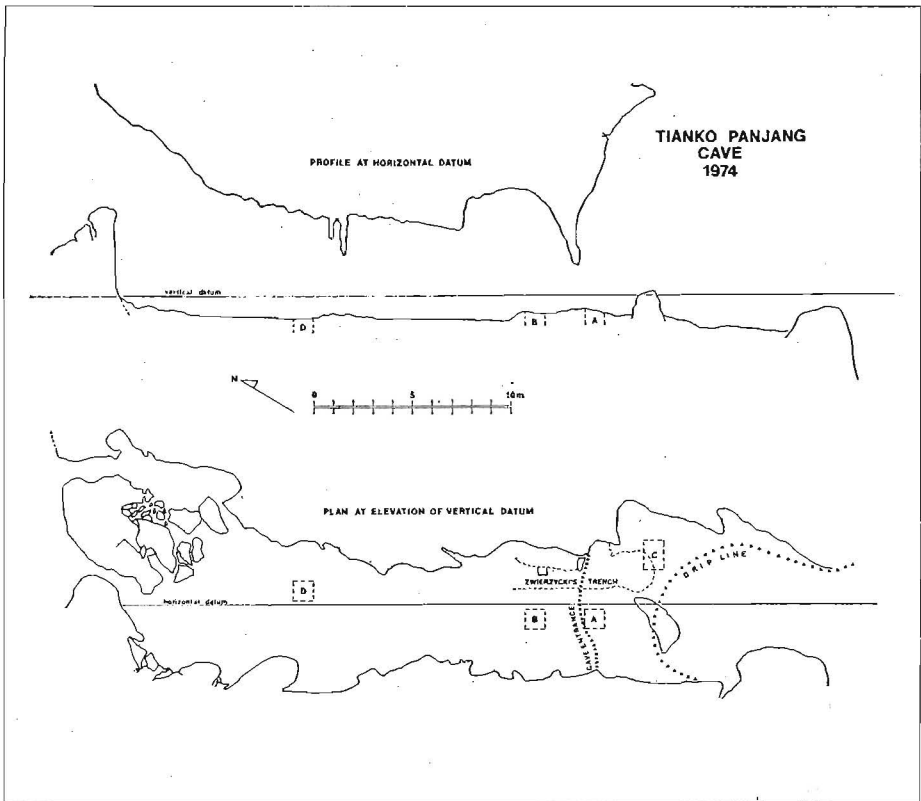 TIANKO PANJANG
CAVE
1974
PROFILE AT HORIZONTAL DATUM
vertical datum
D
B
A
N
0 5 10m
PLAN AT ELEVATION OF VERTICAL DATUM
C
DRIP LINE
ZWIERZYCKI'S TRENCH
D
horizontal datum
B
CAVE ENTRANCE
A